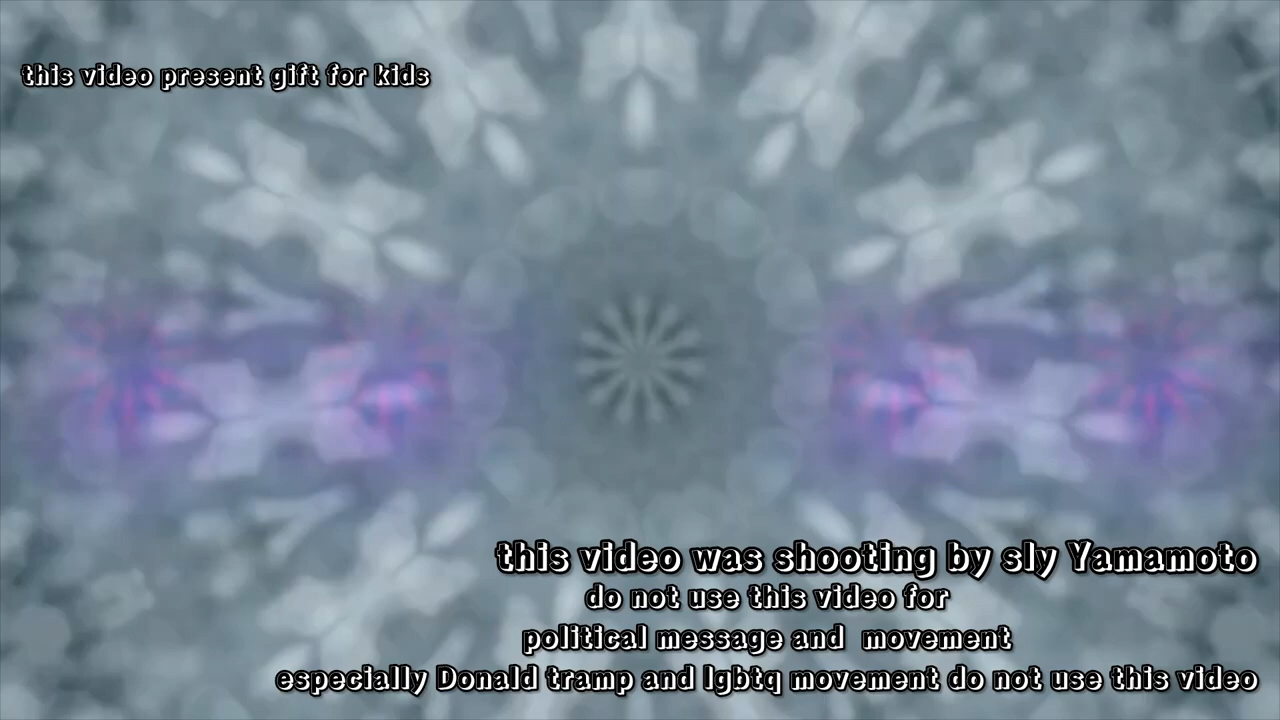 this video present gift for kids
this video was shooting by sly Yamamoto
do not use this video for
political message and movement
especially Donald tramp and lgbtq movement do not use this video